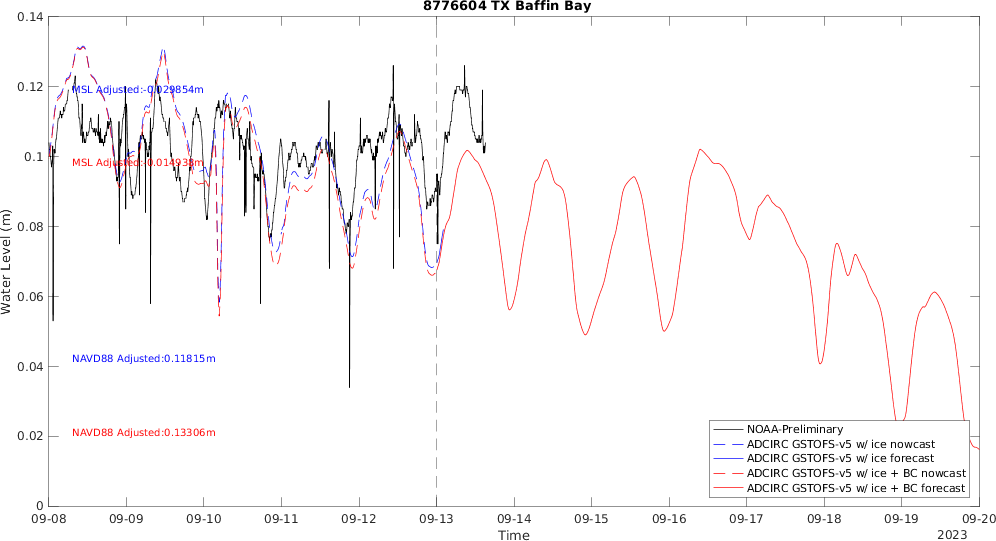 8776604 TX Baffin Bay
0.14
0.12
0.1
0.08
0.06
0.04
0.02
0
Water Level (m)
MSL Adjusted:-0.029854m
MSL Adjusted:-0.014938m
NAVD88 Adjusted:0.11815m
NAVD88 Adjusted:0.13306m
NOAA-Preliminary
ADCIRC GSTOFS-v5 w/ ice nowcast
ADCIRC GSTOFS-v5 w/ ice forecast
ADCIRC GSTOFS-v5 w/ ice + BC nowcast
ADCIRC GSTOFS-v5 w/ ice + BC forecast
09-08 09-09 09-10 09-11 09-12 09-13 09-14 09-15 09-16 09-17 09-18 09-19 09-20
Time
2023